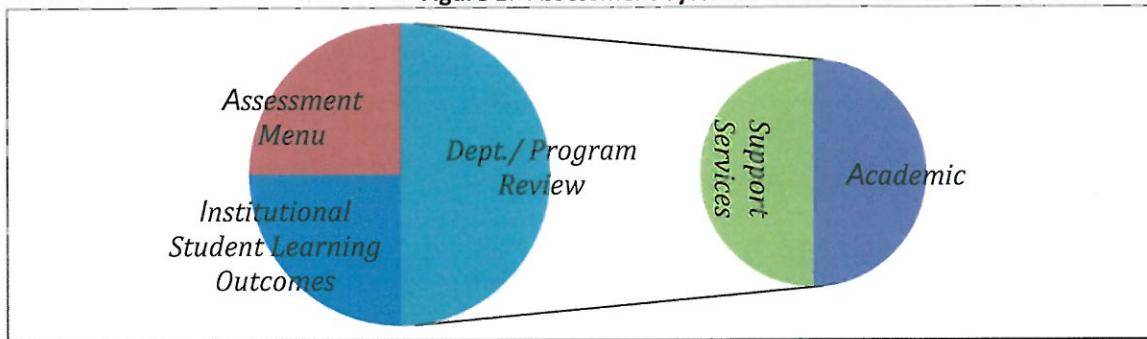 Assessment
Menu
Dept./ Program
Review
Institutional
Student Learning
Outcomes
Support
Services
Academic